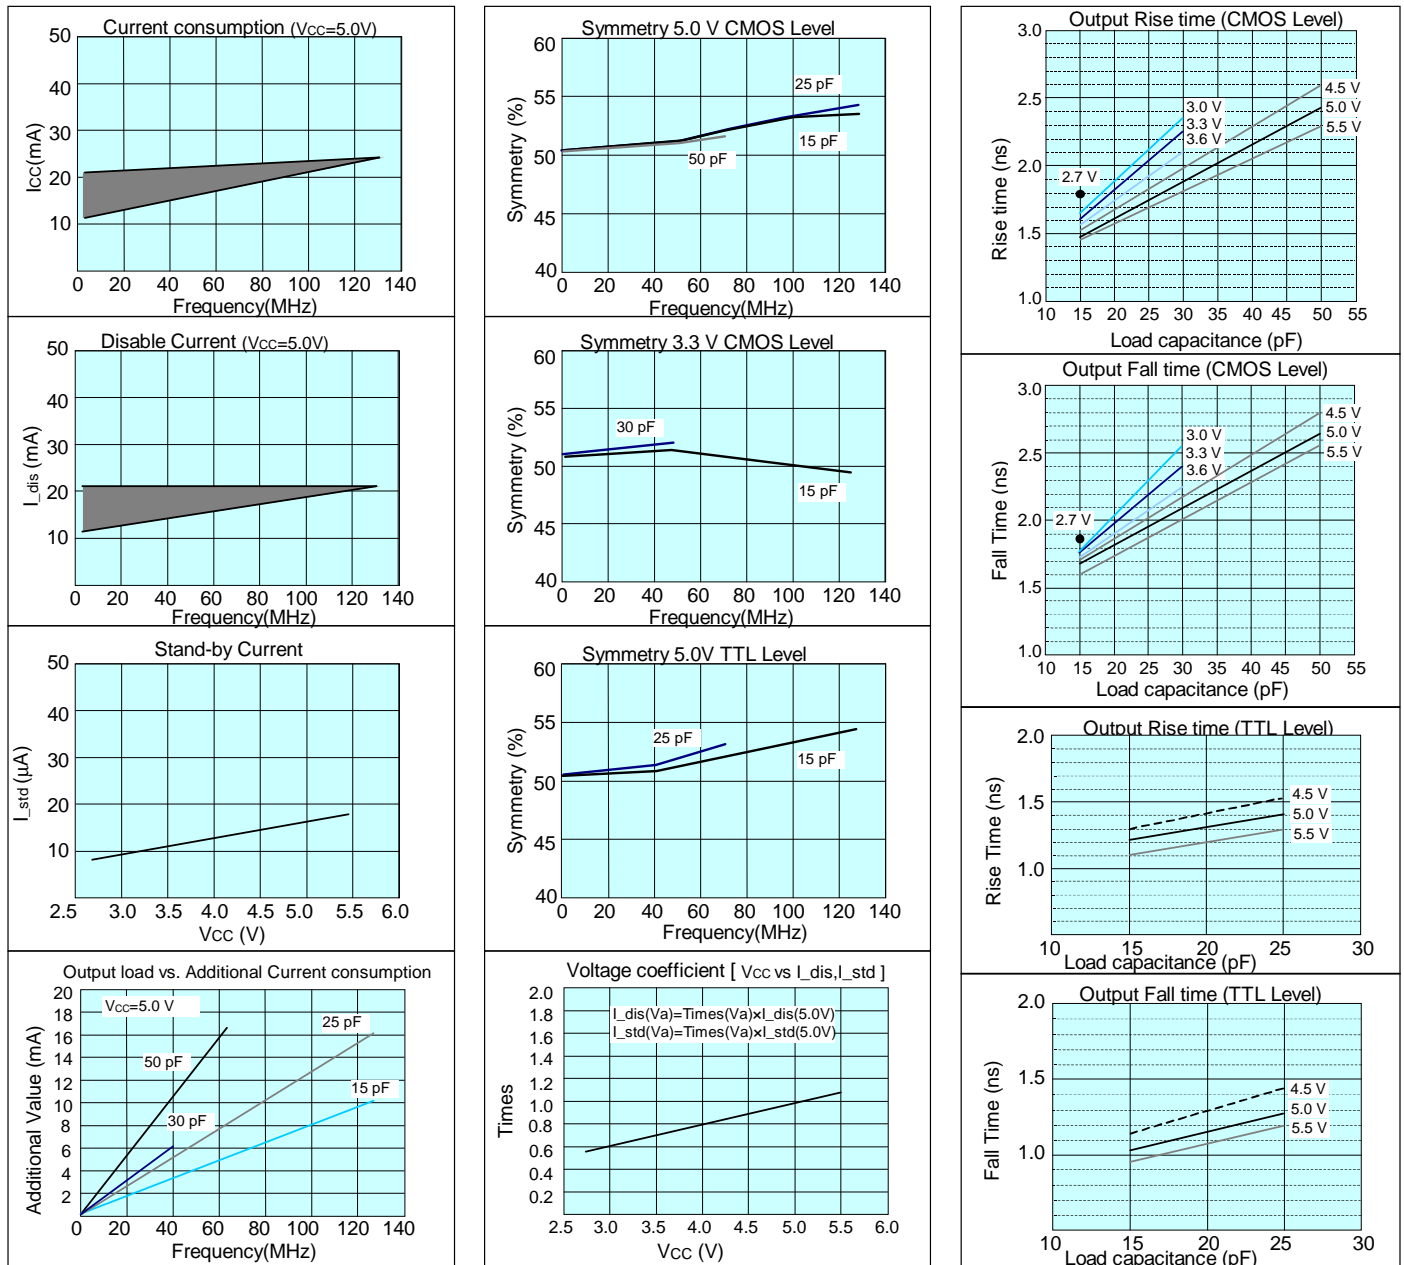 Current consumption (VCC=5.0V)
50
40
30
20
10
ICC(mA)
0 20 40 60 80 100 120 140
Frequency(MHz)
Disable Current (VCC=5.0V)
50
40
30
20
10
I_dis (mA)
0 20 40 60 80 100 120 140
Frequency(MHz)
Stand-by Current
50
40
30
20
10
I_std (µA)
2.5 3.0 3.5 4.0 4.5 5.0 5.5 6.0
VCC (V)
Output load vs. Additional Current consumption
20
18
16
14
12
10
8
6
4
2
Additional Value (mA)
VCC=5.0 V
25 pF
50 pF
15 pF
30 pF
0 20 40 60 80 100 120 140
Frequency(MHz)
Symmetry 5.0 V CMOS Level
60
55
50
45
40
Symmetry (%)
25 pF
15 pF
50 pF
0 20 40 60 80 100 120 140
Frequency(MHz)
Symmetry 3.3 V CMOS Level
60
55
50
45
40
Symmetry (%)
30 pF
15 pF
0 20 40 60 80 100 120 140
Frequency(MHz)
Symmetry 5.0V TTL Level
60
55
50
45
40
Symmetry (%)
25 pF
15 pF
0 20 40 60 80 100 120 140
Frequency(MHz)
Voltage coefficient [ VCC vs I_dis,I_std ]
2.0
1.8
1.6
1.4
1.2
1.0
0.8
0.6
0.4
0.2
Times
I_dis(Va)=Times(Va)×I_dis(5.0V)
I_std(Va)=Times(Va)×I_std(5.0V)
2.5 3.0 3.5 4.0 4.5 5.0 5.5 6.0
VCC (V)
Output Rise time (CMOS Level)
3.0
2.5
2.0
1.5
1.0
Rise time (ns)
4.5 V
3.0 V
5.0 V
3.3 V
5.5 V
3.6 V
2.7 V
10 15 20 25 30 35 40 45 50 55
Load capacitance (pF)
Output Fall time (CMOS Level)
3.0
2.5
2.0
1.5
1.0
Fall Time (ns)
4.5 V
3.0 V
5.0 V
3.3 V
5.5 V
3.6 V
2.7 V
10 15 20 25 30 35 40 45 50 55
Load capacitance (pF)
Output Rise time (TTL Level)
2.0
1.5
1.0
Rise Time (ns)
4.5 V
5.0 V
5.5 V
10 15 20 25 30
Load capacitance (pF)
Output Fall time (TTL Level)
2.0
1.5
1.0
Fall Time (ns)
4.5 V
5.0 V
5.5 V
10 15 20 25 30
Load capacitance (pF)